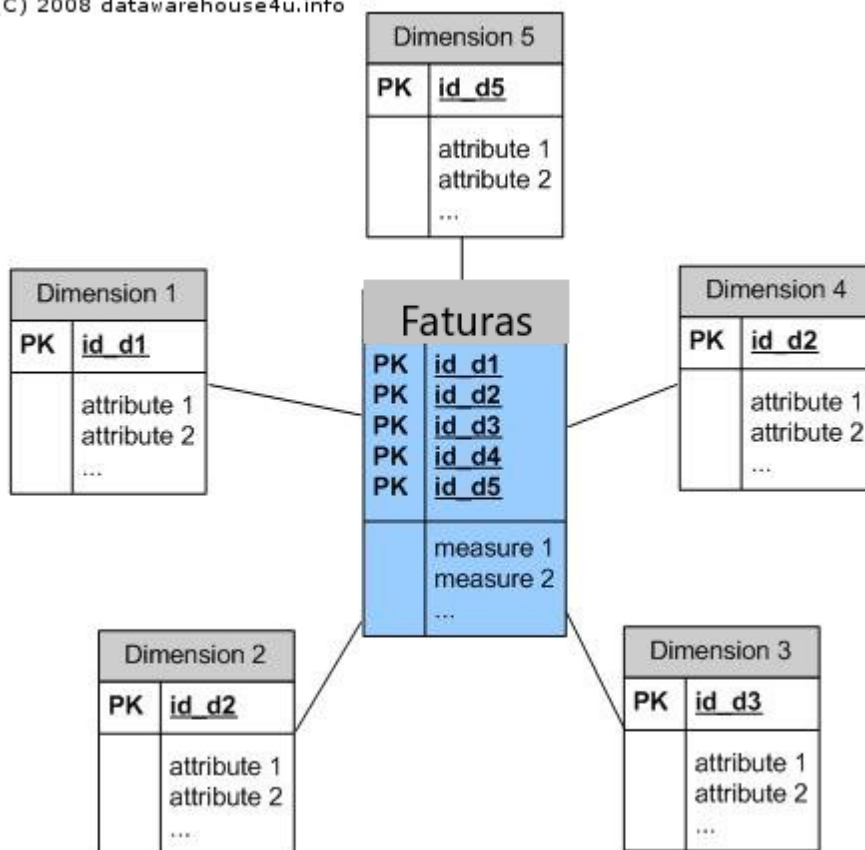 C) 2008 datawarehouse4u.info
Dimension 5
PK id_d5
attribute 1
attribute 2
...
Dimension 1
PK id_d1
attribute 1
attribute 2
...
Faturas
PK id_d1
PK id_d2
PK id_d3
PK id_d4
PK id_d5
measure 1
measure 2
...
Dimension 4
PK id_d2
attribute 1
attribute 2
...
Dimension 2
PK id_d2
attribute 1
attribute 2
...
Dimension 3
PK id_d3
attribute 1
attribute 2
...